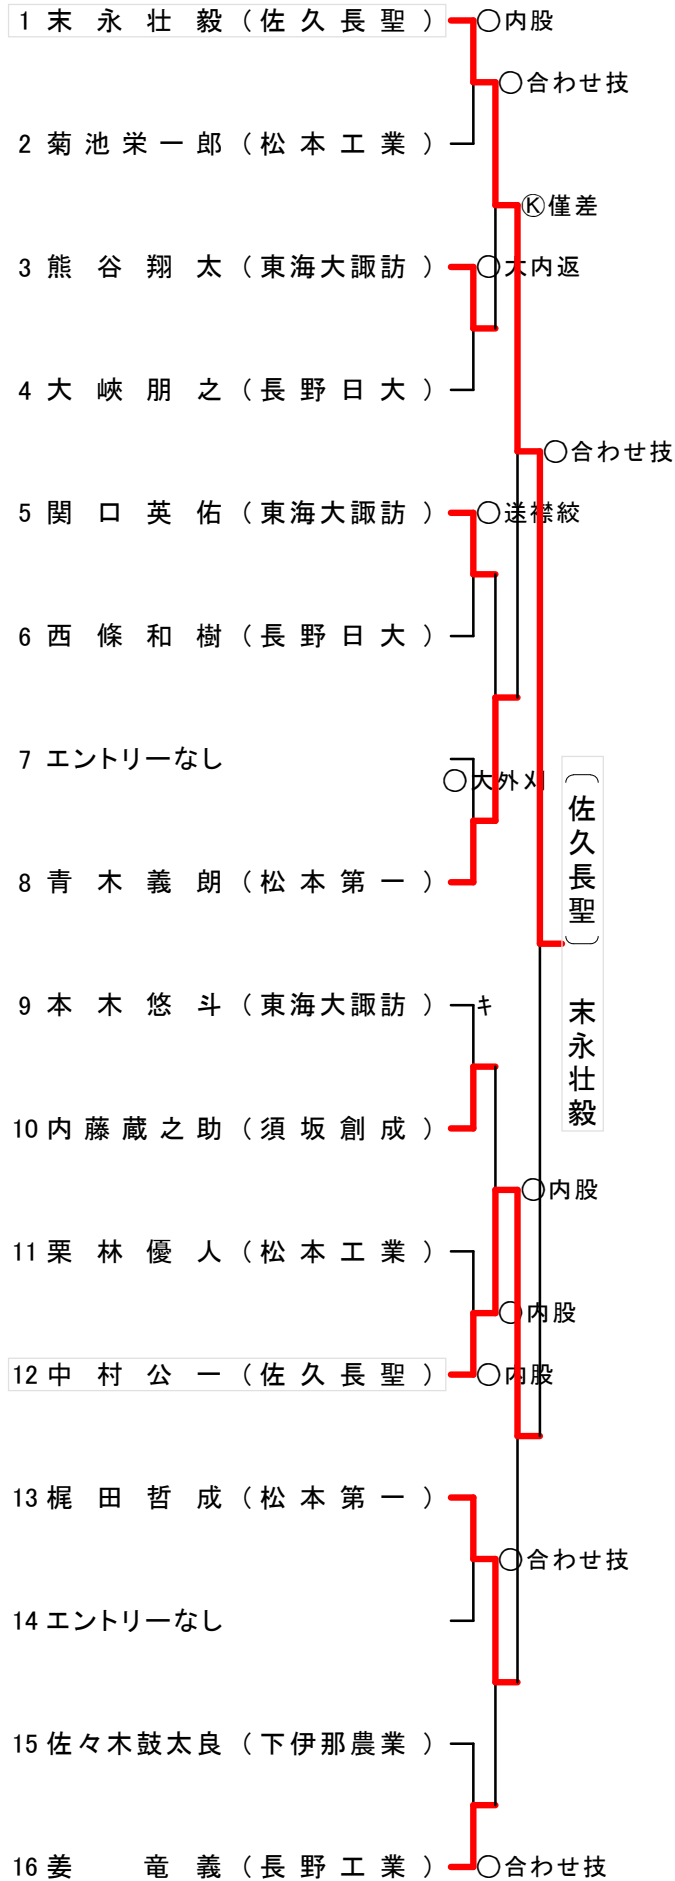 1 末永壮毅（佐久長聖） ○内股
○合わせ技
2 菊池栄一郎（松本工業）
Ⓚ僅差
3 熊谷翔太（東海大諏訪） ○大内返
4 大峽朋之（長野日大）
○合わせ技
5 関口英佑（東海大諏訪） ○送襟絞
6 西條和樹（長野日大）
7 エントリーなし
○大外刈
8 青木義朗（松本第一）
（佐久長聖） 末永壮毅
9 本木悠斗（東海大諏訪） キ
10 内藤蔵之助（須坂創成）
○内股
11 栗林優人（松本工業）
○内股
12 中村公一（佐久長聖） ○内股
13 梶田哲成（松本第一）
○合わせ技
14 エントリーなし
15 佐々木鼓太良（下伊那農業）
16 姜竜義（長野工業） ○合わせ技